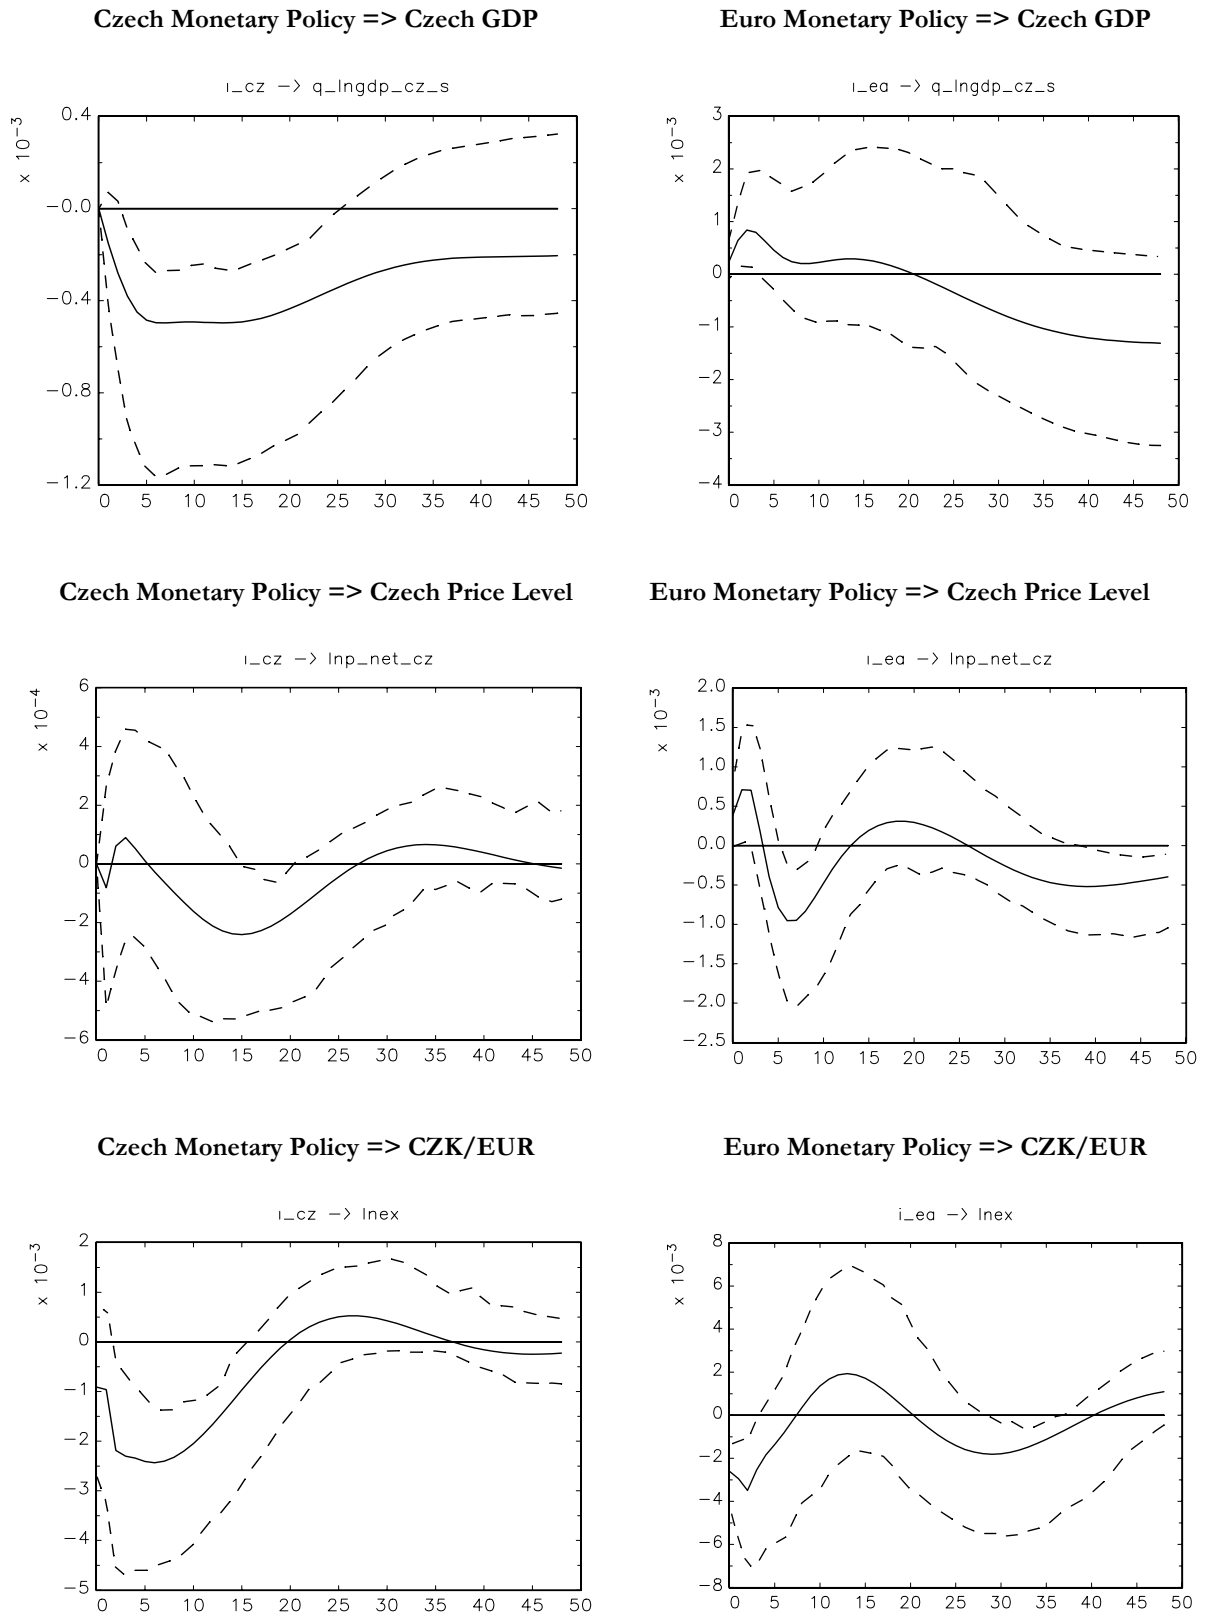 Czech Monetary Policy => Czech GDP
ı_cz −> q_lngdp_cz_s
x 10−3
0.4
−0.0
−0.4
−0.8
−1.2
0 5 10 15 20 25 30 35 40 45 50
Euro Monetary Policy => Czech GDP
ı_ea −> q_lngdp_cz_s
x 10−3
3
2
1
0
−1
−2
−3
−4
0 5 10 15 20 25 30 35 40 45 50
Czech Monetary Policy => Czech Price Level
ı_cz −> lnp_net_cz
x 10−4
6
4
2
0
−2
−4
−6
0 5 10 15 20 25 30 35 40 45 50
Euro Monetary Policy => Czech Price Level
ı_ea −> lnp_net_cz
x 10−3
2.0
1.5
1.0
0.5
0.0
−0.5
−1.0
−1.5
−2.0
−2.5
0 5 10 15 20 25 30 35 40 45 50
Czech Monetary Policy => CZK/EUR
ı_cz −> lnex
x 10−3
2
1
0
−1
−2
−3
−4
−5
0 5 10 15 20 25 30 35 40 45 50
Euro Monetary Policy => CZK/EUR
i_ea −> lnex
x 10−3
8
6
4
2
0
−2
−4
−6
−8
0 5 10 15 20 25 30 35 40 45 50